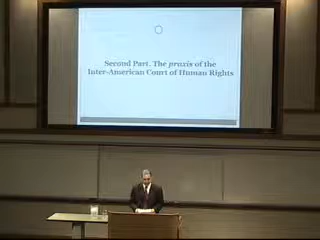 Second Part. The praxis of the
Inter-American Court of Human Rights